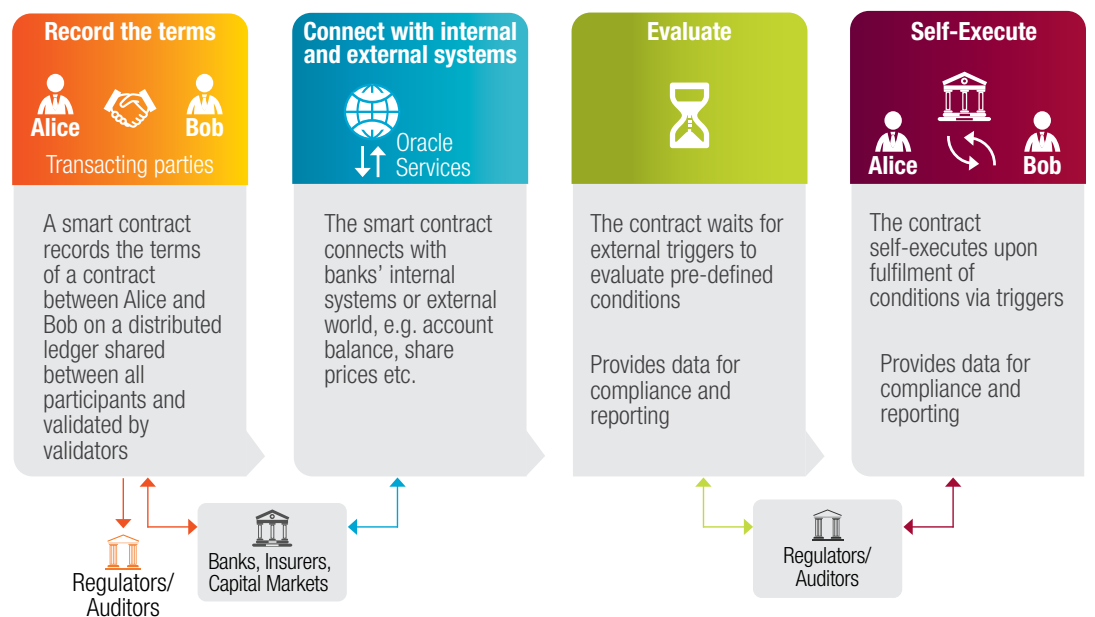 Record the terms
Alice
Bob
Transacting parties
A smart contract
records the terms
of a contract
between Alice and
Bob on a distributed
ledger shared
between all
participants and
validated by
validators
Connect with internal
and external systems
Oracle
Services
The smart contract
connects with
banks’ internal
systems or external
world, e.g. account
balance, share
prices etc.
Evaluate
The contract waits for
external triggers to
evaluate pre-defined
conditions
Provides data for
compliance and
reporting
Self-Execute
Alice
Bob
The contract
self-executes upon
fulfilment of
conditions via triggers
Provides data for
compliance and
reporting
Regulators/
Auditors
Banks, Insurers,
Capital Markets
Regulators/
Auditors